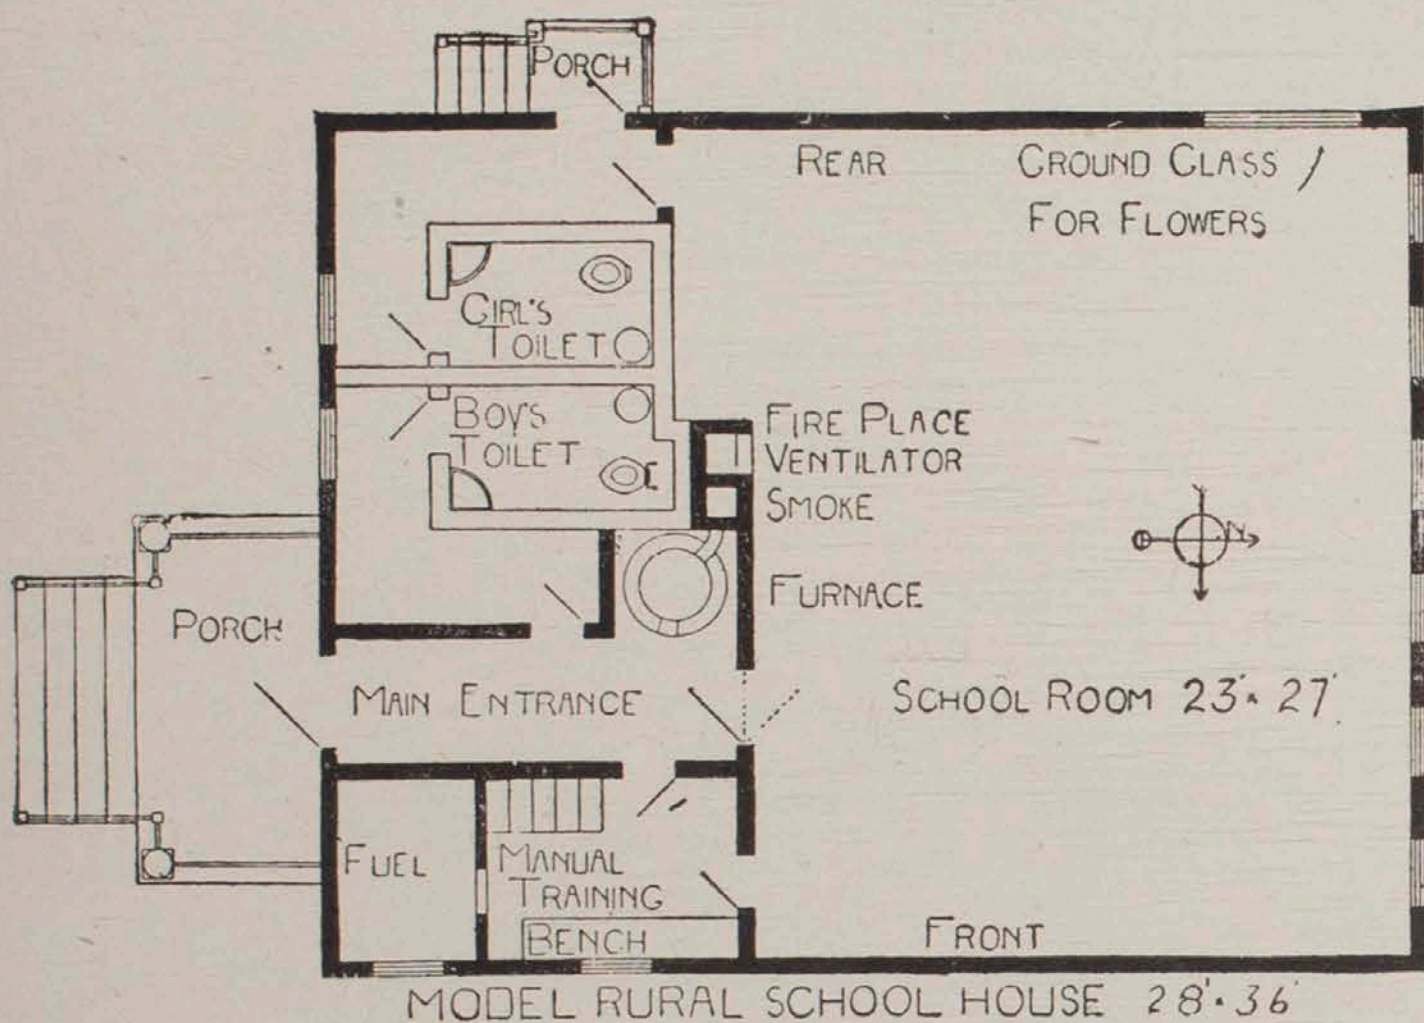 PORCH
REAR
GROUND GLASS
FOR FLOWERS
GIRL'S
TOILET
BOY'S
TOILET
FIRE PLACE
VENTILATOR
SMOKE
N
FURNACE
PORCH
MAIN ENTRANCE
SCHOOL ROOM 23' × 27'
FUEL
MANUAL
TRAINING
BENCH
FRONT
MODEL RURAL SCHOOL HOUSE 28' × 36'